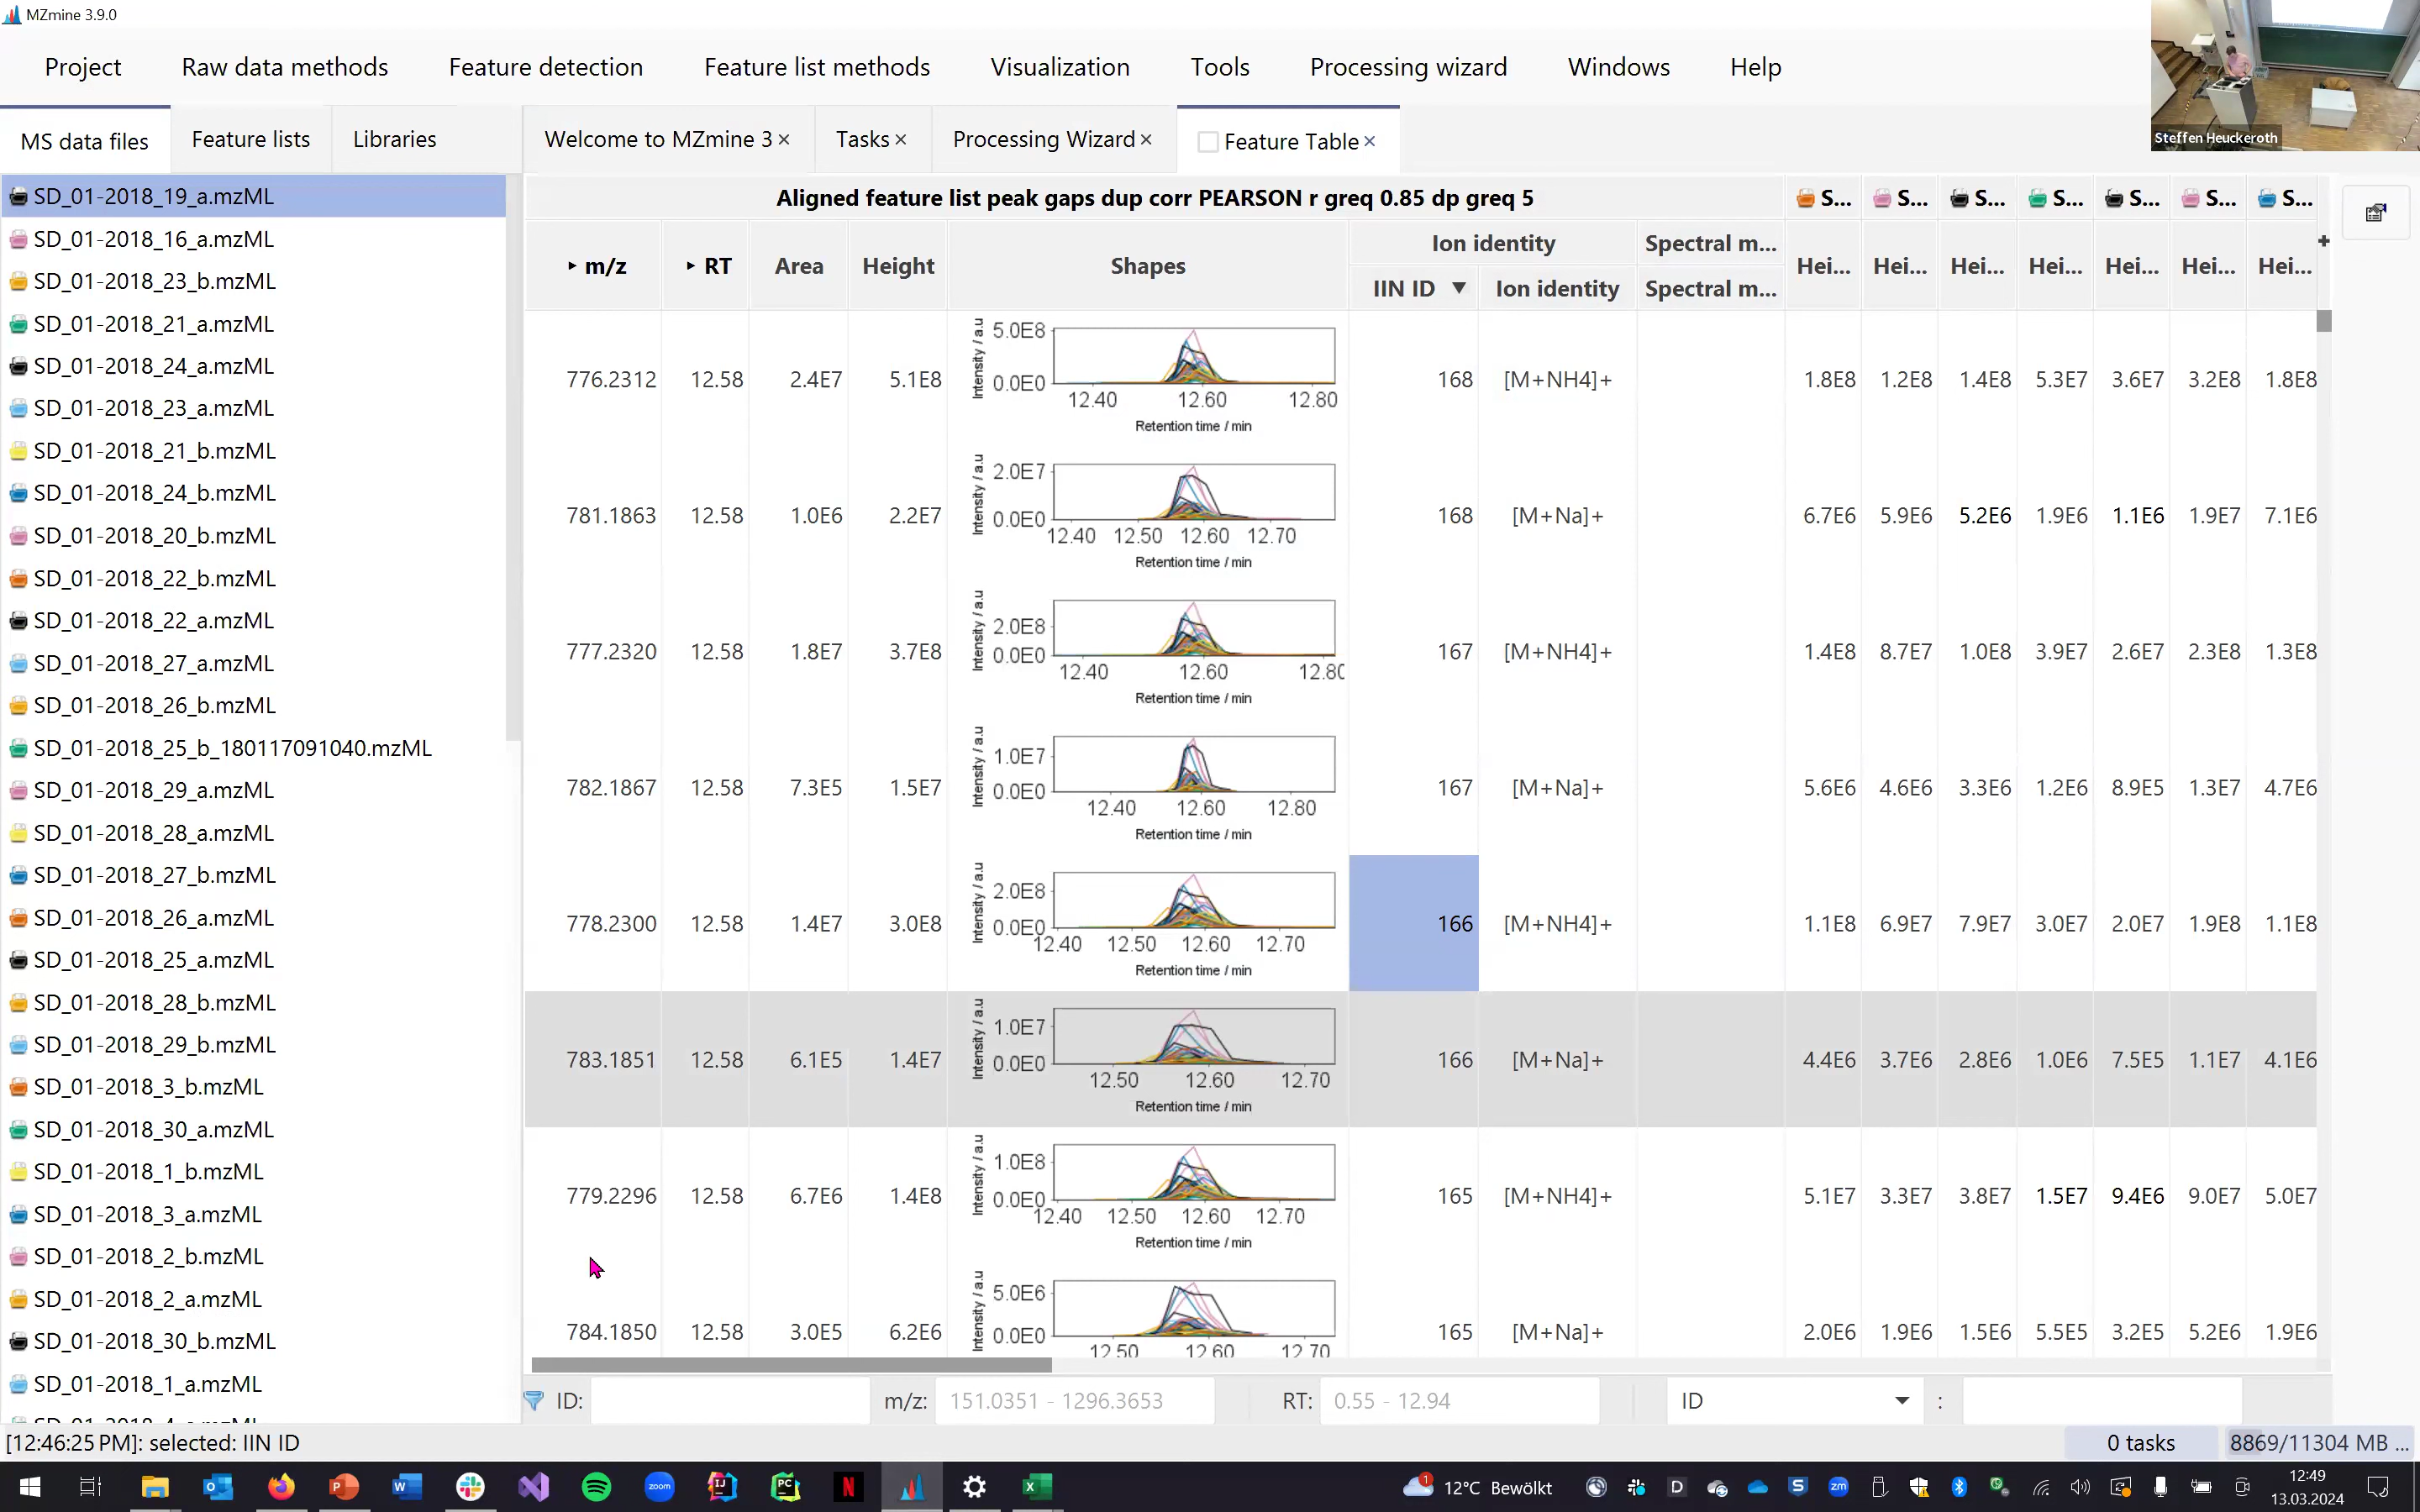 MZmine 3.9.0
Project Raw data methods Feature detection Feature list methods Visualization Tools Processing wizard Windows Help
Steffen Heuckeroth
MS data files Feature lists Libraries
Welcome to MZmine 3 Tasks Processing Wizard Feature Table
SD_01-2018_19_a.mzML
SD_01-2018_16_a.mzML
SD_01-2018_23_b.mzML
SD_01-2018_21_a.mzML
SD_01-2018_24_a.mzML
SD_01-2018_23_a.mzML
SD_01-2018_21_b.mzML
SD_01-2018_24_b.mzML
SD_01-2018_20_b.mzML
SD_01-2018_22_b.mzML
SD_01-2018_22_a.mzML
SD_01-2018_27_a.mzML
SD_01-2018_26_b.mzML
SD_01-2018_25_b_180117091040.mzML
SD_01-2018_29_a.mzML
SD_01-2018_28_a.mzML
SD_01-2018_27_b.mzML
SD_01-2018_26_a.mzML
SD_01-2018_25_a.mzML
SD_01-2018_28_b.mzML
SD_01-2018_29_b.mzML
SD_01-2018_3_b.mzML
SD_01-2018_30_a.mzML
SD_01-2018_1_b.mzML
SD_01-2018_3_a.mzML
SD_01-2018_2_b.mzML
SD_01-2018_2_a.mzML
SD_01-2018_30_b.mzML
SD_01-2018_1_a.mzML
Aligned feature list peak gaps dup corr PEARSON r greq 0.85 dp greq 5 S... S... S... S... S... S... S...
Ion identity Spectral m...
m/z RT Area Height Shapes Hei... Hei... Hei... Hei... Hei... Hei... Hei...
IIN ID Ion identity Spectral m...
Intensity / a.u
5.0E8
0.0E0
776.2312 12.58 2.4E7 5.1E8 168 [M+NH4]+ 1.8E8 1.2E8 1.4E8 5.3E7 3.6E7 3.2E8 1.8E8
12.40 12.60 12.80
Retention time / min
Intensity / a.u
2.0E7
0.0E0
781.1863 12.58 1.0E6 2.2E7 168 [M+Na]+ 6.7E6 5.9E6 5.2E6 1.9E6 1.1E6 1.9E7 7.1E6
12.40 12.50 12.60 12.70
Retention time / min
Intensity / a.u
2.0E8
0.0E0
777.2320 12.58 1.8E7 3.7E8 167 [M+NH4]+ 1.4E8 8.7E7 1.0E8 3.9E7 2.6E7 2.3E8 1.3E8
12.40 12.60 12.80
Retention time / min
Intensity / a.u
1.0E7
0.0E0
782.1867 12.58 7.3E5 1.5E7 167 [M+Na]+ 5.6E6 4.6E6 3.3E6 1.2E6 8.9E5 1.3E7 4.7E6
12.40 12.60 12.80
Retention time / min
Intensity / a.u
2.0E8
0.0E0
778.2300 12.58 1.4E7 3.0E8 166 [M+NH4]+ 1.1E8 6.9E7 7.9E7 3.0E7 2.0E7 1.9E8 1.1E8
12.40 12.50 12.60 12.70
Retention time / min
Intensity / a.u
1.0E7
0.0E0
783.1851 12.58 6.1E5 1.4E7 166 [M+Na]+ 4.4E6 3.7E6 2.8E6 1.0E6 7.5E5 1.1E7 4.1E6
12.50 12.60 12.70
Retention time / min
Intensity / a.u
1.0E8
0.0E0
779.2296 12.58 6.7E6 1.4E8 165 [M+NH4]+ 5.1E7 3.3E7 3.8E7 1.5E7 9.4E6 9.0E7 5.0E7
12.40 12.50 12.60 12.70
Retention time / min
Intensity / a.u
5.0E6
0.0E0
784.1850 12.58 3.0E5 6.2E6 165 [M+Na]+ 2.0E6 1.9E6 1.5E6 5.5E5 3.2E5 5.2E6 1.9E6
12.50 12.60 12.70
ID: m/z: 151.0351 - 1296.3653 RT: 0.55 - 12.94 ID :
[12:46:25 PM]: selected: IIN ID 0 tasks 8869/11304 MB ...
1 12°C Bewölkt 12:49
13.03.2024